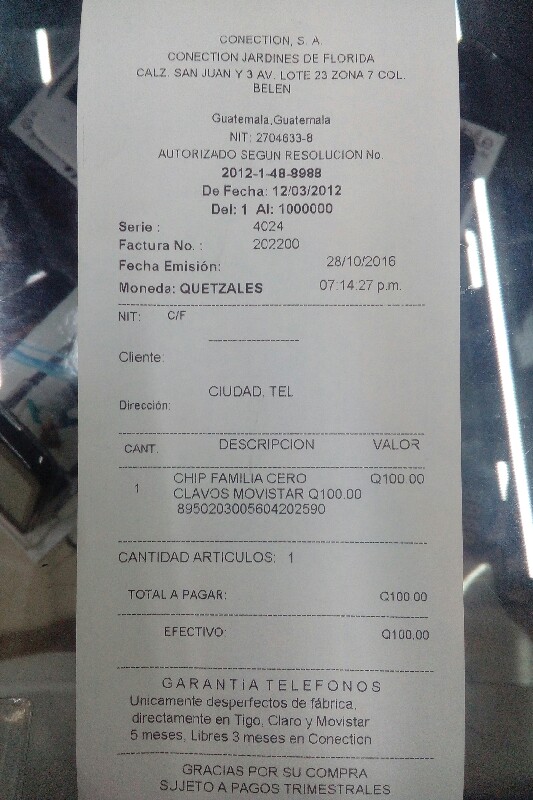 CONECTION, S. A.
CONECTION JARDINES DE FLORIDA
CALZ. SAN JUAN Y 3 AV. LOTE 23 ZONA 7 COL.
BELEN
Guatemala,Guatemala
NIT: 2704633-8
AUTORIZADO SEGUN RESOLUCION No.
2012-1-48-8988
De Fecha: 12/03/2012
Del: 1 Al: 1000000
Serie : 4024
Factura No. : 202200
Fecha Emisión: 28/10/2016
Moneda: QUETZALES 07:14.27 p.m.
NIT: C/F
Cliente:
CIUDAD. TEL
Dirección:
CANT. DESCRIPCION VALOR
1 CHIP FAMILIA CERO Q100.00
CLAVOS MOVISTAR Q100.00
8950203005604202590
CANTIDAD ARTICULOS: 1
TOTAL A PAGAR: Q100.00
EFECTIVO: Q100.00
GARANTIA TELEFONOS
Unicamente desperfectos de fábrica,
directamente en Tigo, Claro y Movistar
5 meses, Libres 3 meses en Conection
GRACIAS POR SU COMPRA
SUJETO A PAGOS TRIMESTRALES